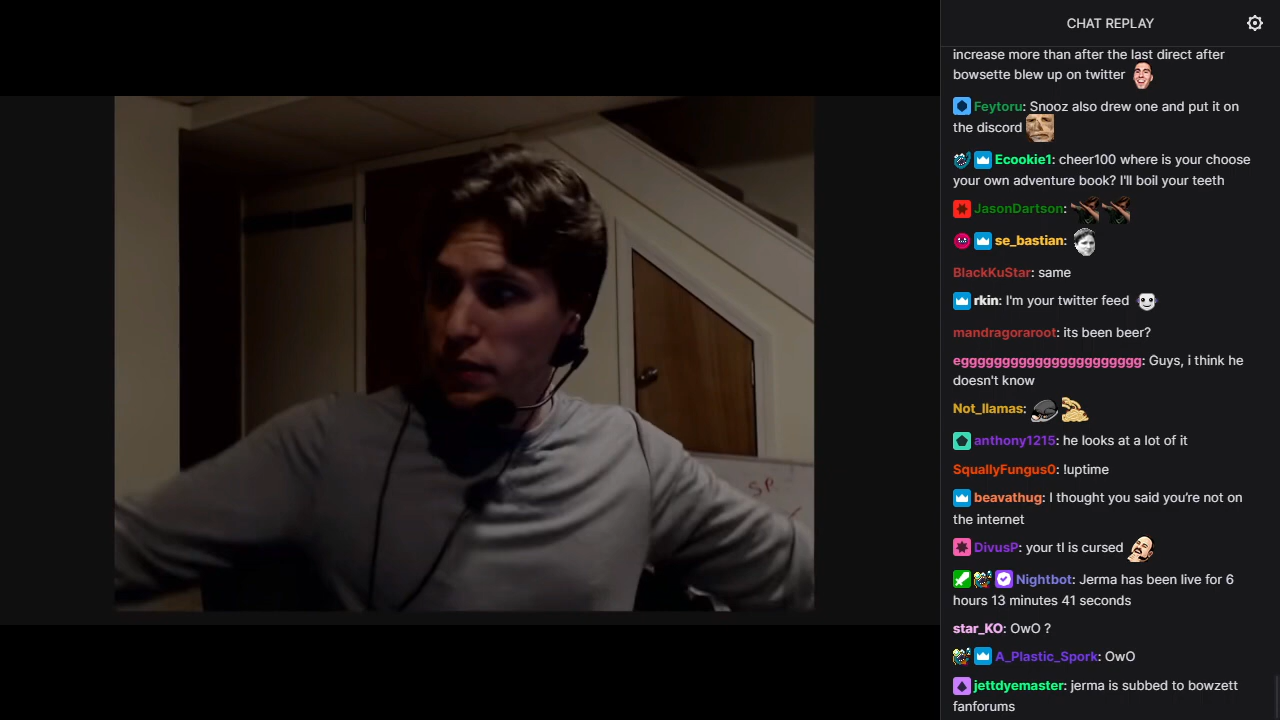 CHAT REPLAY
increase more than after the last direct after
bowsette blew up on twitter
Feytoru: Snooz also drew one and put it on
the discord
Ecookie1: cheer100 where is your choose
your own adventure book? I'll boil your teeth
JasonDartson:
se_bastian:
BlackKuStar: same
rkin: I'm your twitter feed
mandragoraroot: its been beer?
egggggggggggggggggggggg: Guys, i think he
doesn't know
Not_llamas:
anthony1215: he looks at a lot of it
SquallyFungus0: !uptime
beavathug: I thought you said you’re not on
the internet
DivusP: your tl is cursed
Nightbot: Jerma has been live for 6
hours 13 minutes 41 seconds
star_KO: OwO ?
A_Plastic_Spork: OwO
jettdyemaster: jerma is subbed to bowzett
fanforums
SP.